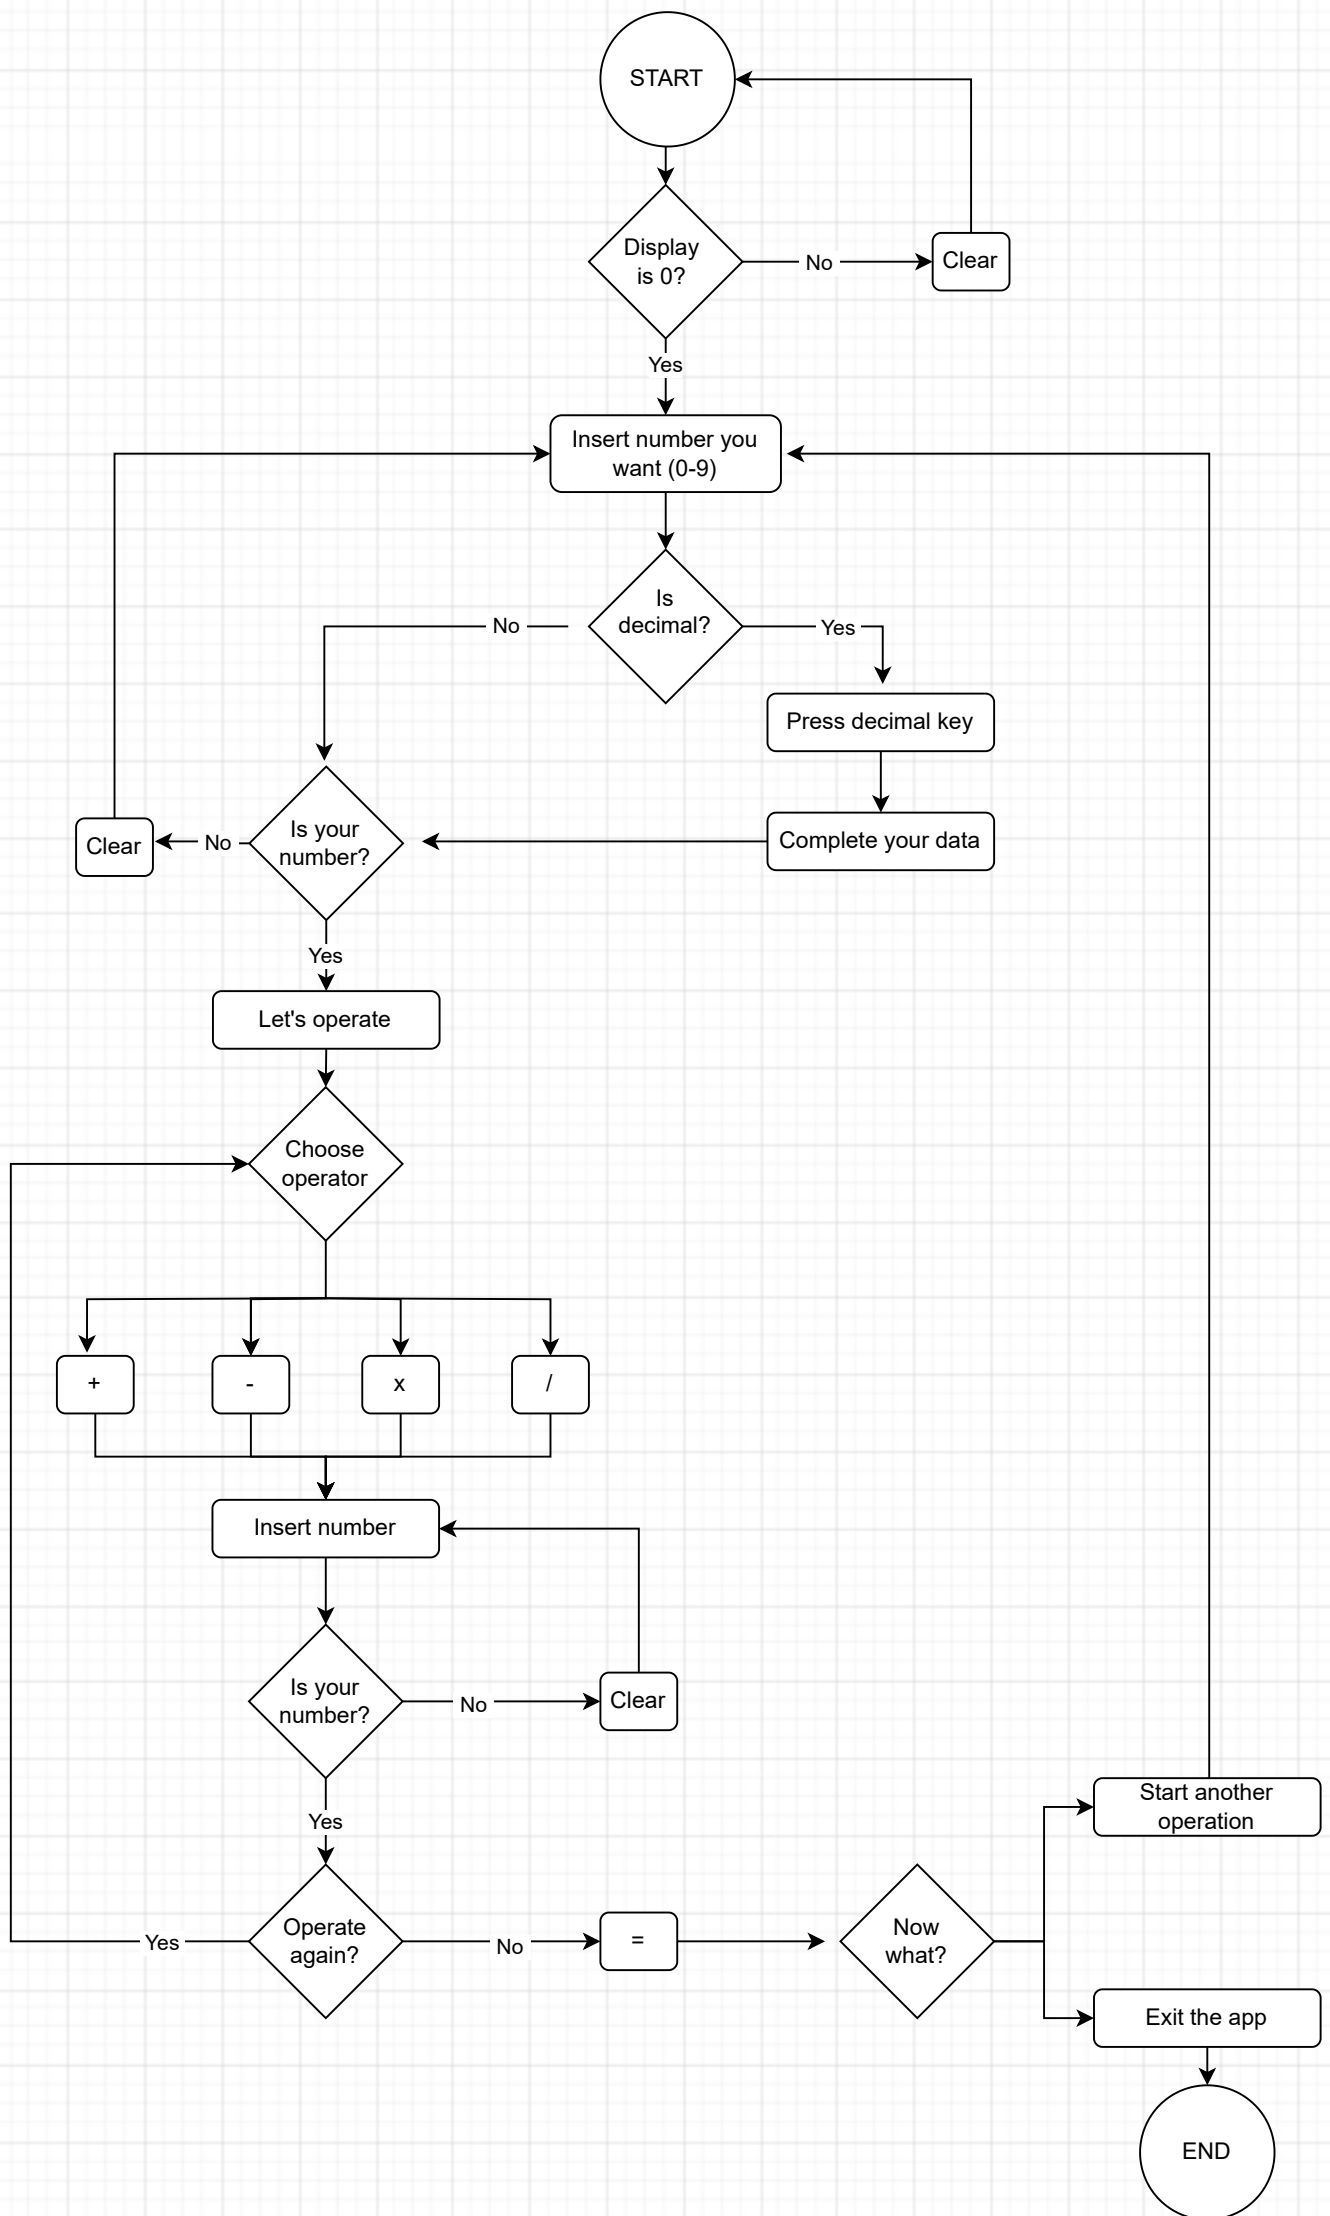 START
Display
is 0?
No
Clear
Yes
Insert number you
want (0-9)
Is
decimal?
No
Yes
Press decimal key
Complete your data
Is your
number?
No
Clear
Yes
Let's operate
Choose
operator
+
-
x
/
Insert number
Is your
number?
No
Clear
Yes
Operate
again?
Yes
No
=
Now
what?
Start another
operation
Exit the app
END